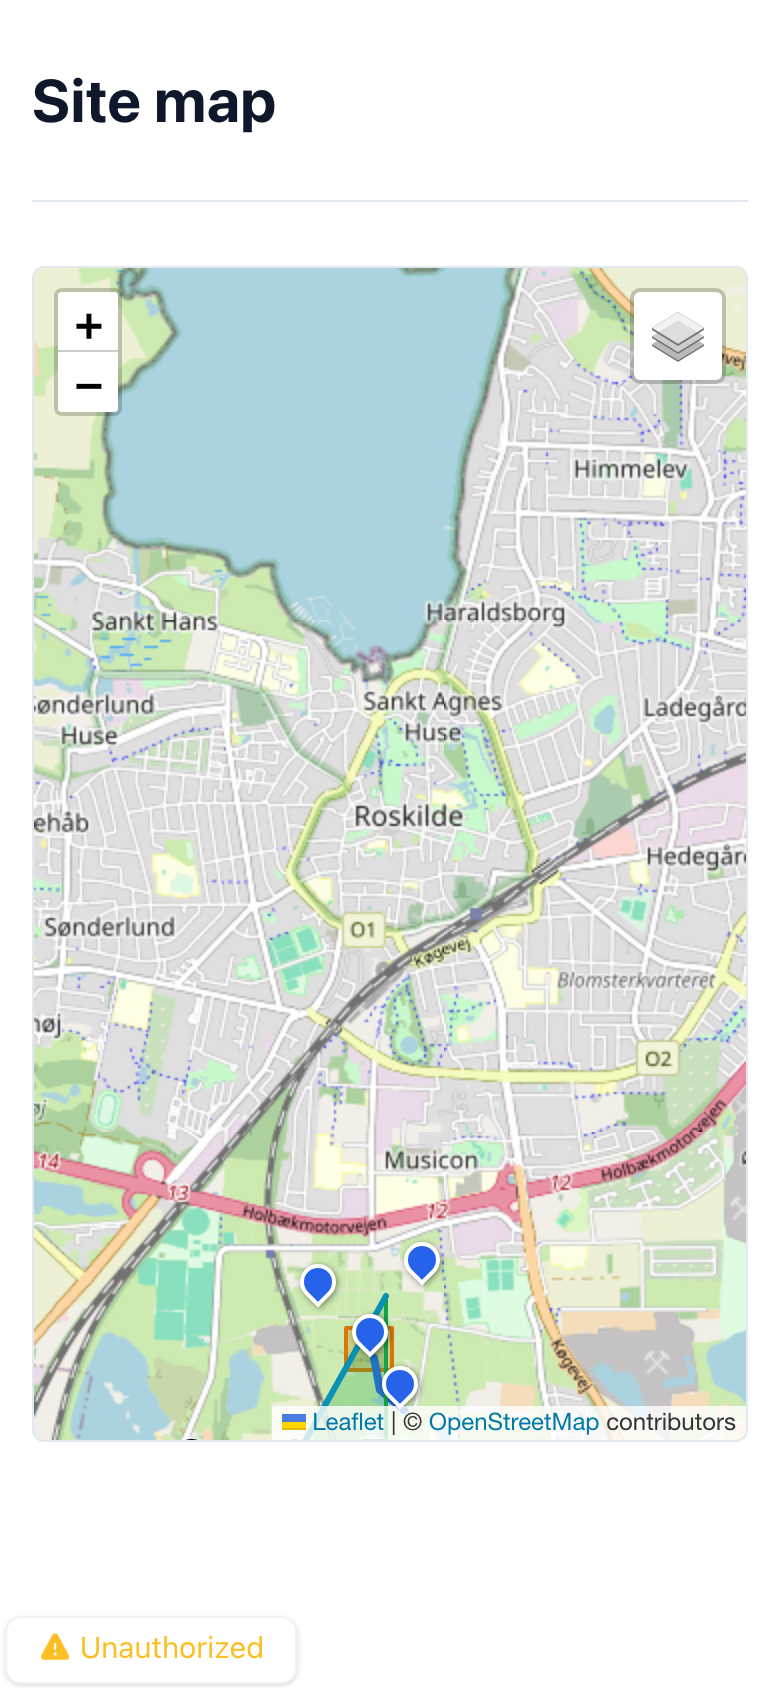 Site map
+
−
Himmelev
Sankt Hans
Haraldsborg
Sankt Agnes
Huse
ønderlund
Huse
Ladegård
Roskilde
ehåb
Hedegår
Sønderlund
O1
Køgevej
Blomsterkvarteret
øj
O2
14
13
Musicon
Holbækmotorvejen
12
12
Holbækmotorvejen
Køgevej
Leaflet | © OpenStreetMap contributors
Unauthorized